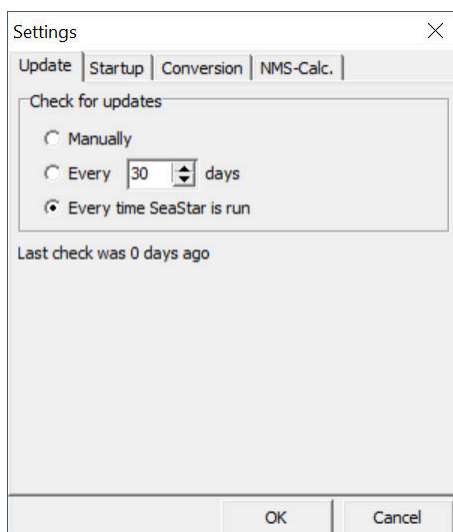 Settings
Update Startup Conversion NMS-Calc.
Check for updates
Manually
Every 30 days
Every time SeaStar is run
Last check was 0 days ago
OK Cancel